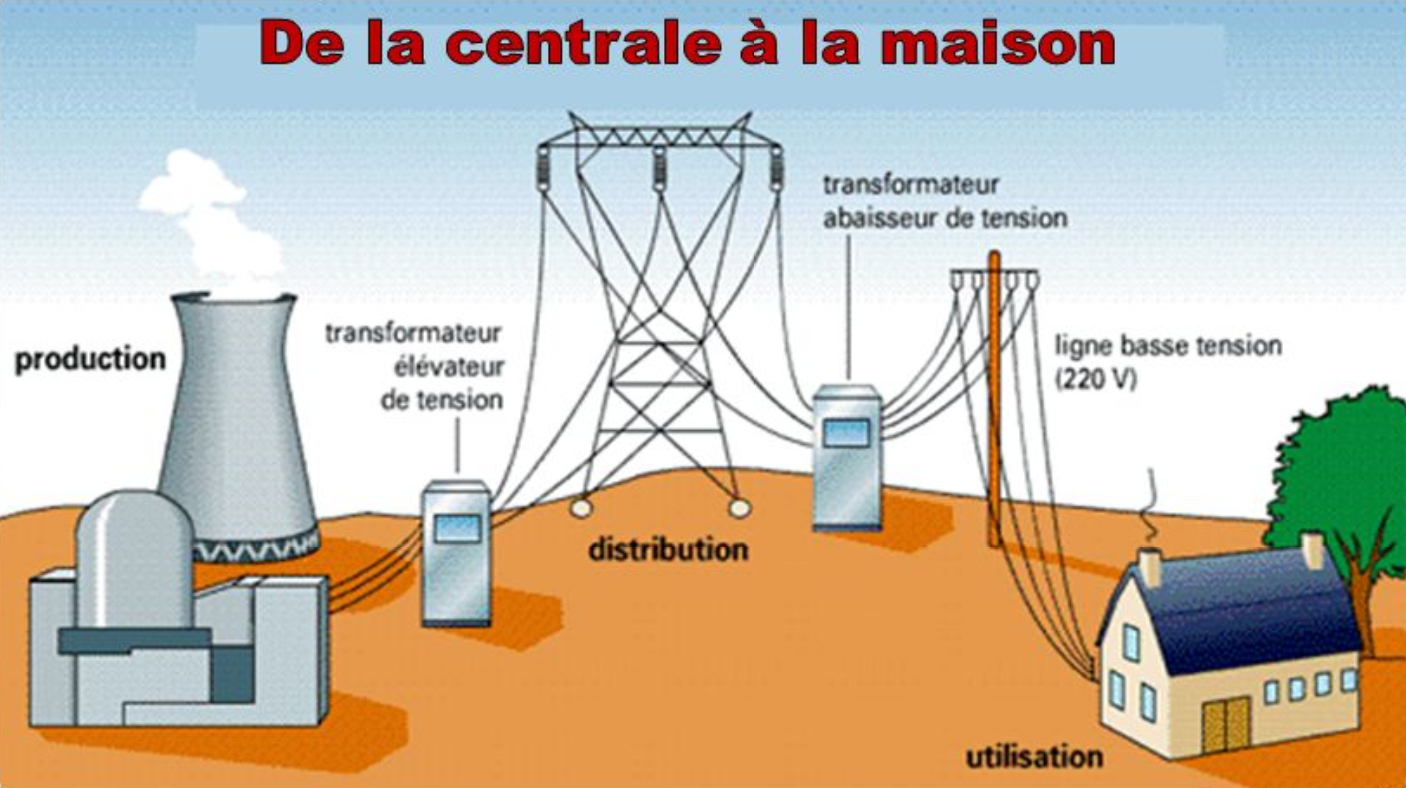 De la centrale à la maison
production
transformateur
élévateur
de tension
distribution
transformateur
abaisseur de tension
ligne basse tension
(220 V)
utilisation